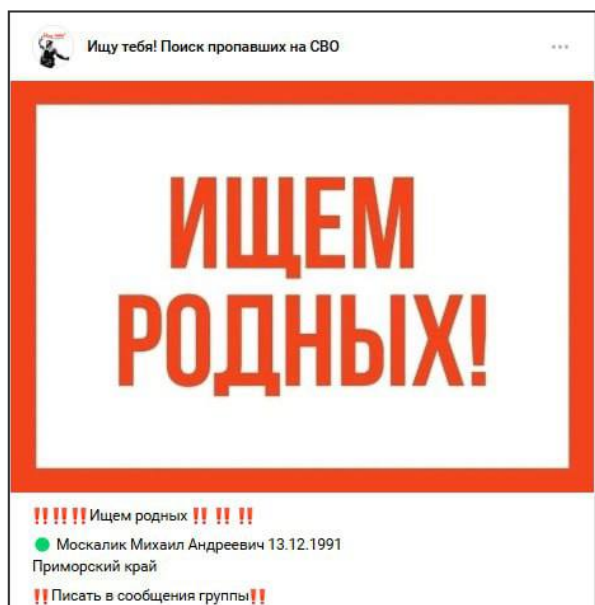 Ищу тебя! Поиск пропавших на СВО
ИЩЕМ
РОДНЫХ!
‼‼‼Ищем родных ‼ ‼ ‼
Москалик Михаил Андреевич 13.12.1991
Приморский край
‼Писать в сообщения группы‼